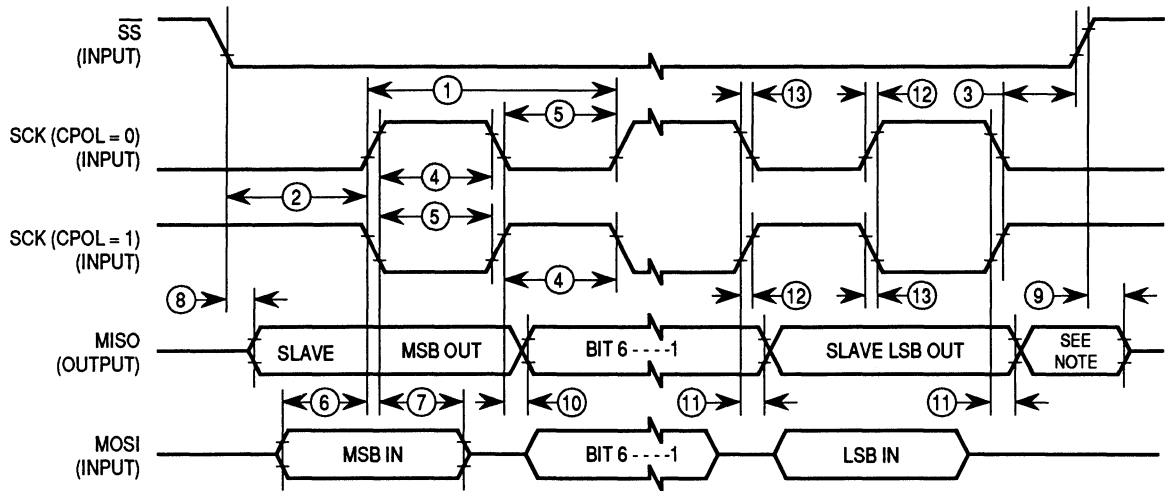 SS
(INPUT)
1
13
12
3
5
SCK (CPOL = 0)
(INPUT)
4
2
5
SCK (CPOL = 1)
(INPUT)
4
8
12
13
9
MISO
(OUTPUT)
SLAVE MSB OUT
BIT 6 - - - - -1
SLAVE LSB OUT
SEE
NOTE
6
7
10
11
11
MOSI
(INPUT)
MSB IN
BIT 6 - - - - -1
LSB IN